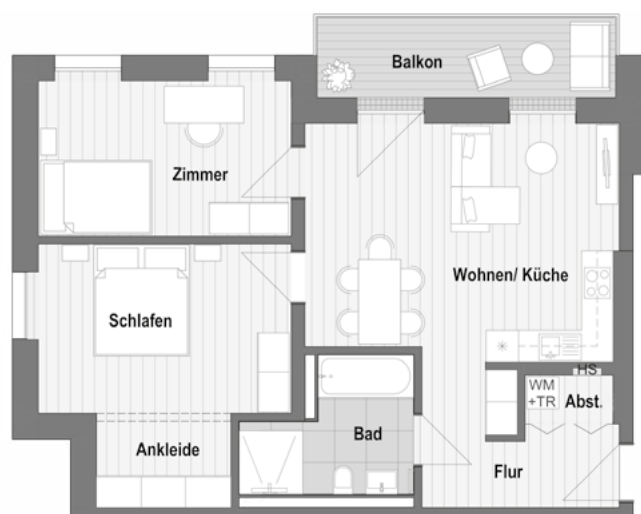 Balkon
Zimmer
Wohnen/ Küche
Schlafen
HS
WM
+TR
Abst.
Ankleide
Bad
Flur